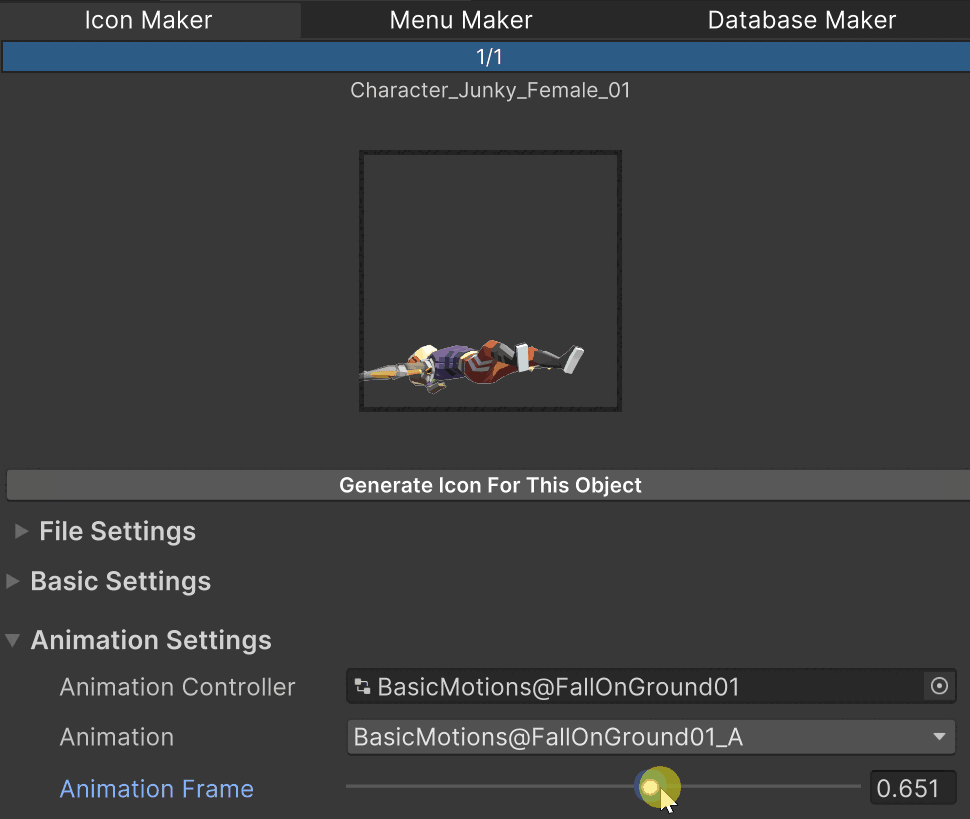 Icon Maker Menu Maker Database Maker
1/1
Character_Junky_Female_01
Generate Icon For This Object
File Settings
Basic Settings
Animation Settings
Animation Controller BasicMotions@FallOnGround01
Animation BasicMotions@FallOnGround01_A
Animation Frame 0.651